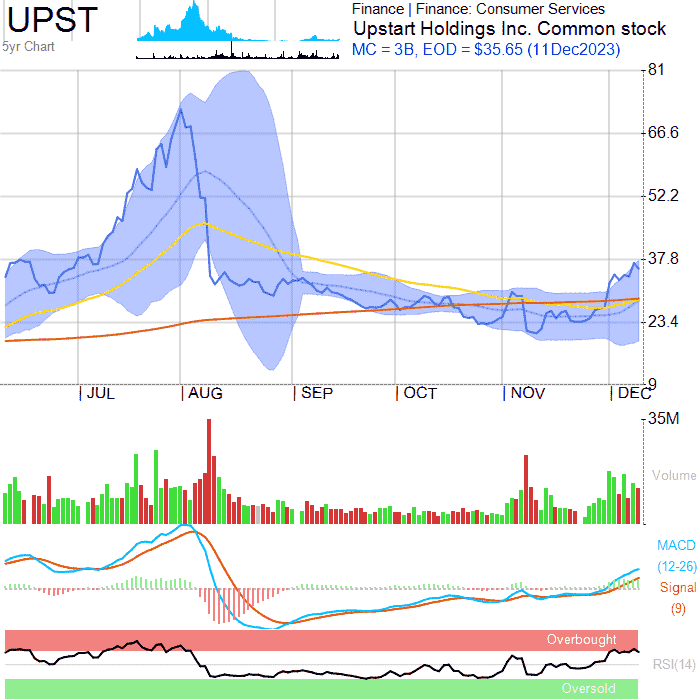 UPST
5yr Chart
Finance | Finance: Consumer Services
Upstart Holdings Inc. Common stock
MC = 3B, EOD = $35.65 (11Dec2023)
81
66.6
52.2
37.8
23.4
9
| JUL | AUG | SEP | OCT | NOV | DEC
35M
Volume
MACD
(12-26)
Signal
(9)
Overbought
RSI(14)
Oversold